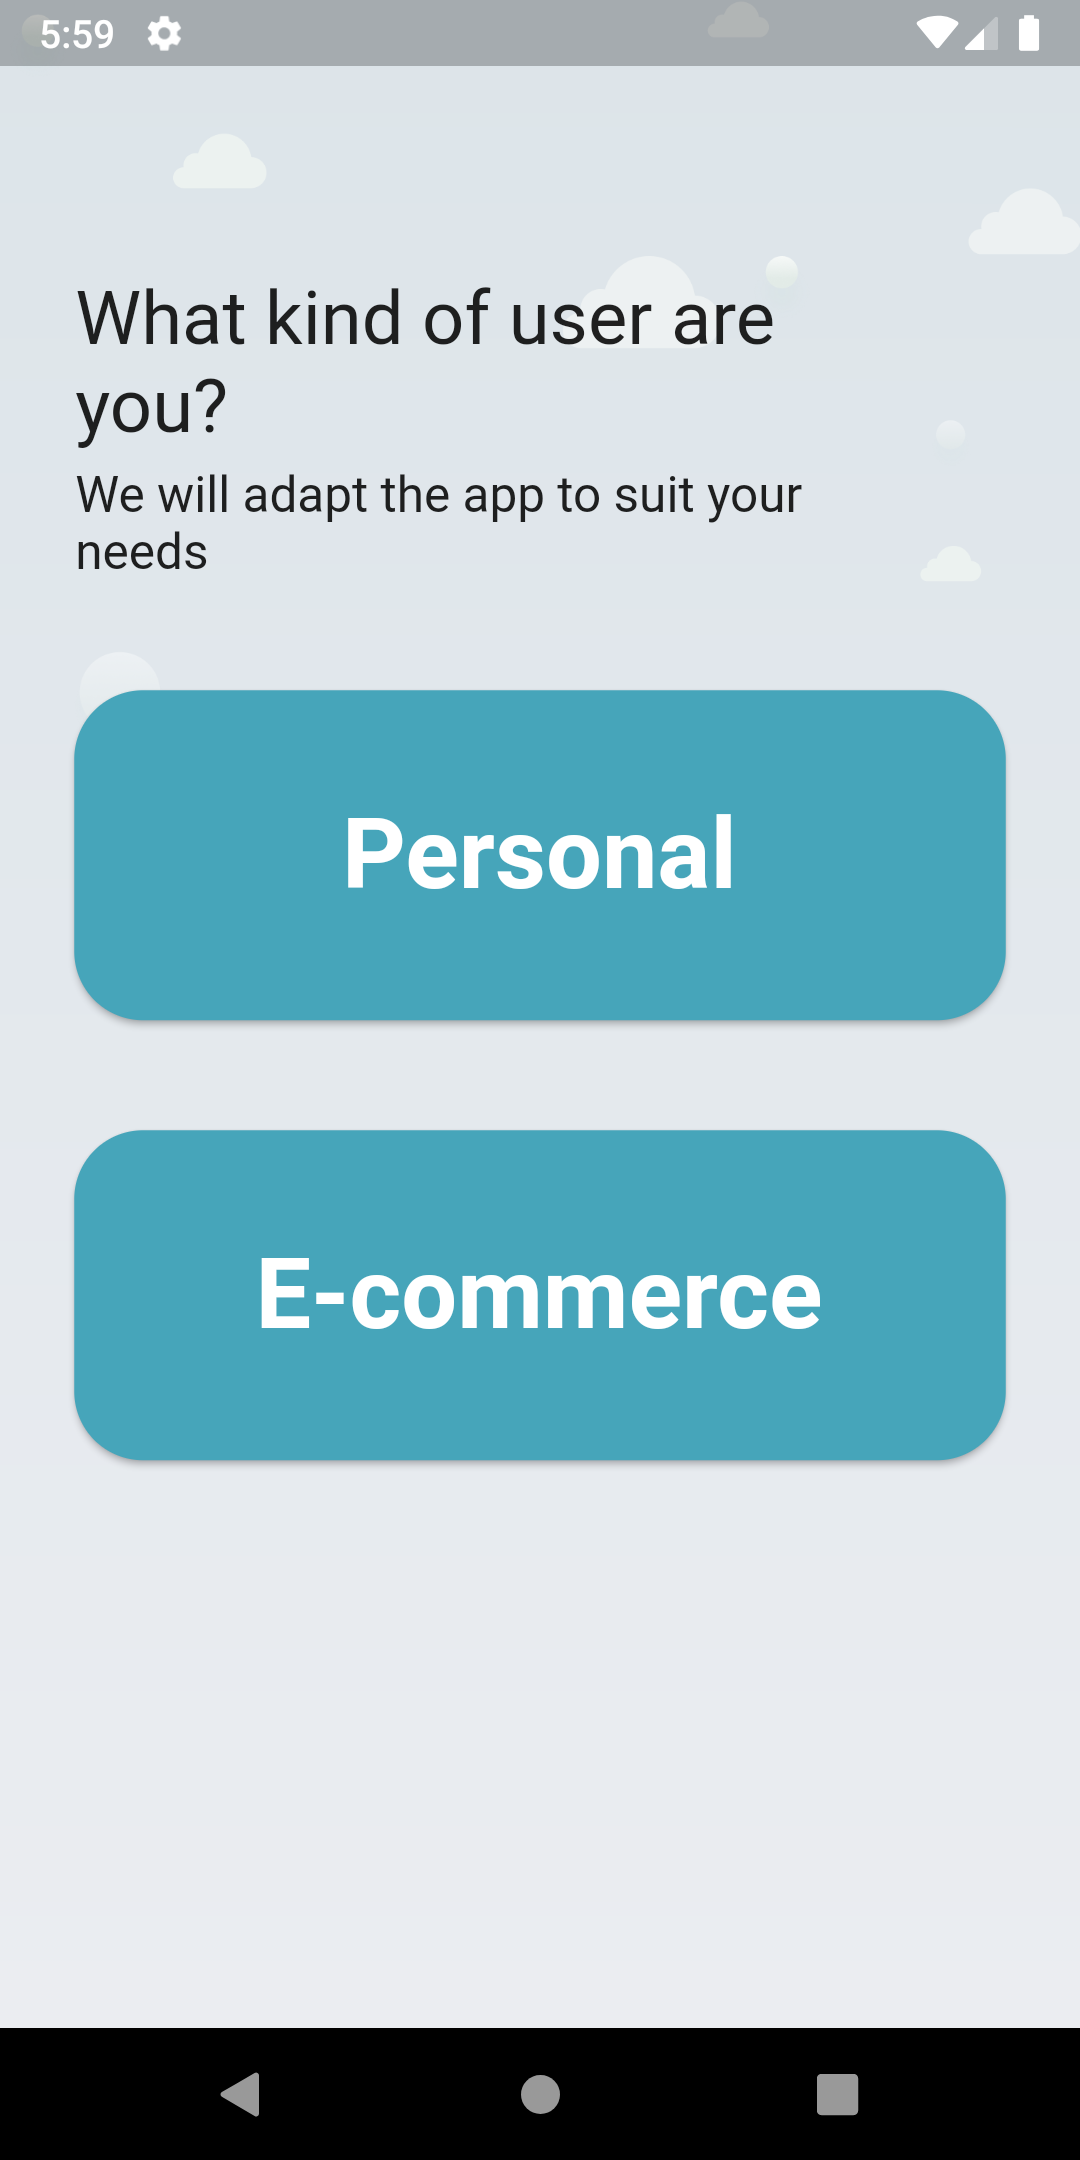 5:59
What kind of user are
you?
We will adapt the app to suit your
needs
Personal
E-commerce